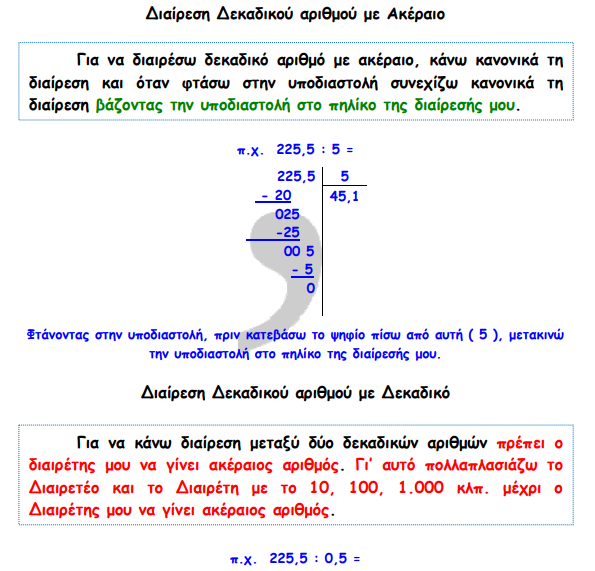 Διαίρεση Δεκαδικού αριθμού με Ακέραιο
Για να διαιρέσω δεκαδικό αριθμό με ακέραιο, κάνω κανονικά τη
διαίρεση και όταν φτάσω στην υποδιαστολή συνεχίζω κανονικά τη
διαίρεση βάζοντας την υποδιαστολή στο πηλίκο της διαίρεσής μου.
π.χ. 225,5 : 5 =
225,5 5
- 20 45,1
025
-25
00 5
- 5
0
Φτάνοντας στην υποδιαστολή, πριν κατεβάσω το ψηφίο πίσω από αυτή ( 5 ), μετακινώ
την υποδιαστολή στο πηλίκο της διαίρεσής μου.
Διαίρεση Δεκαδικού αριθμού με Δεκαδικό
Για να κάνω διαίρεση μεταξύ δύο δεκαδικών αριθμών πρέπει ο
διαιρέτης μου να γίνει ακέραιος αριθμός. Γι' αυτό πολλαπλασιάζω το
Διαιρετέο και το Διαιρέτη με το 10, 100, 1.000 κλπ. μέχρι ο
Διαιρέτης μου να γίνει ακέραιος αριθμός.
π.χ. 225,5 : 0,5 =